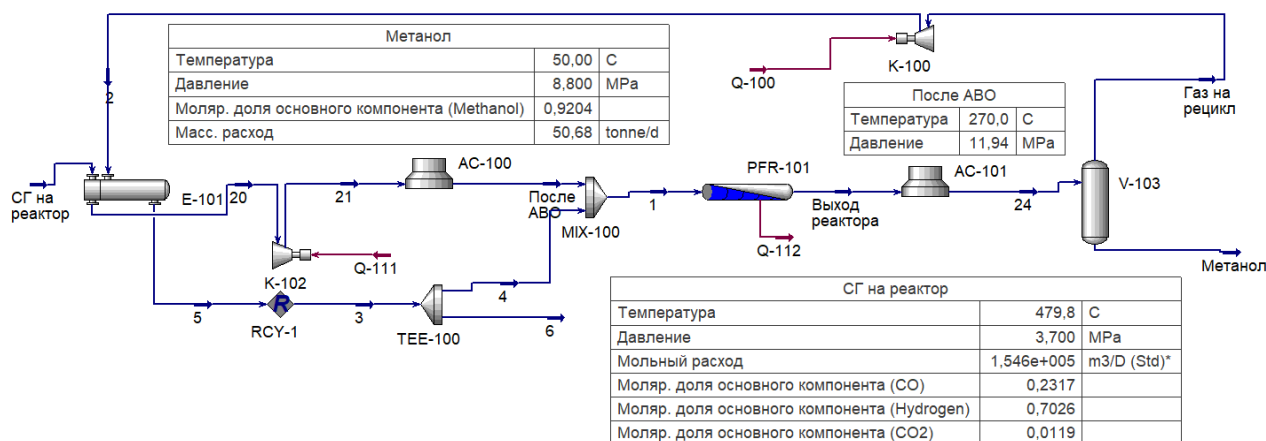 Метанол
Температура 50,00 C
Давление 8,800 MPa
Моляр. доля основного компонента (Methanol) 0,9204
Масс. расход 50,68 tonne/d
2
Q-100
K-100
Газ на
рецикл
После АВО
Температура 270,0 C
Давление 11,94 MPa
СГ на
реактор
E-101
20
21
AC-100
После
АВО
MIX-100
1
PFR-101
Выход
реактора
AC-101
24
V-103
K-102
Q-111
Q-112
Метанол
5
R
RCY-1
3
TEE-100
4
6
СГ на реактор
Температура 479,8 C
Давление 3,700 MPa
Мольный расход 1,546e+005 m3/D (Std)*
Моляр. доля основного компонента (CO) 0,2317
Моляр. доля основного компонента (Hydrogen) 0,7026
Моляр. доля основного компонента (CO2) 0,0119